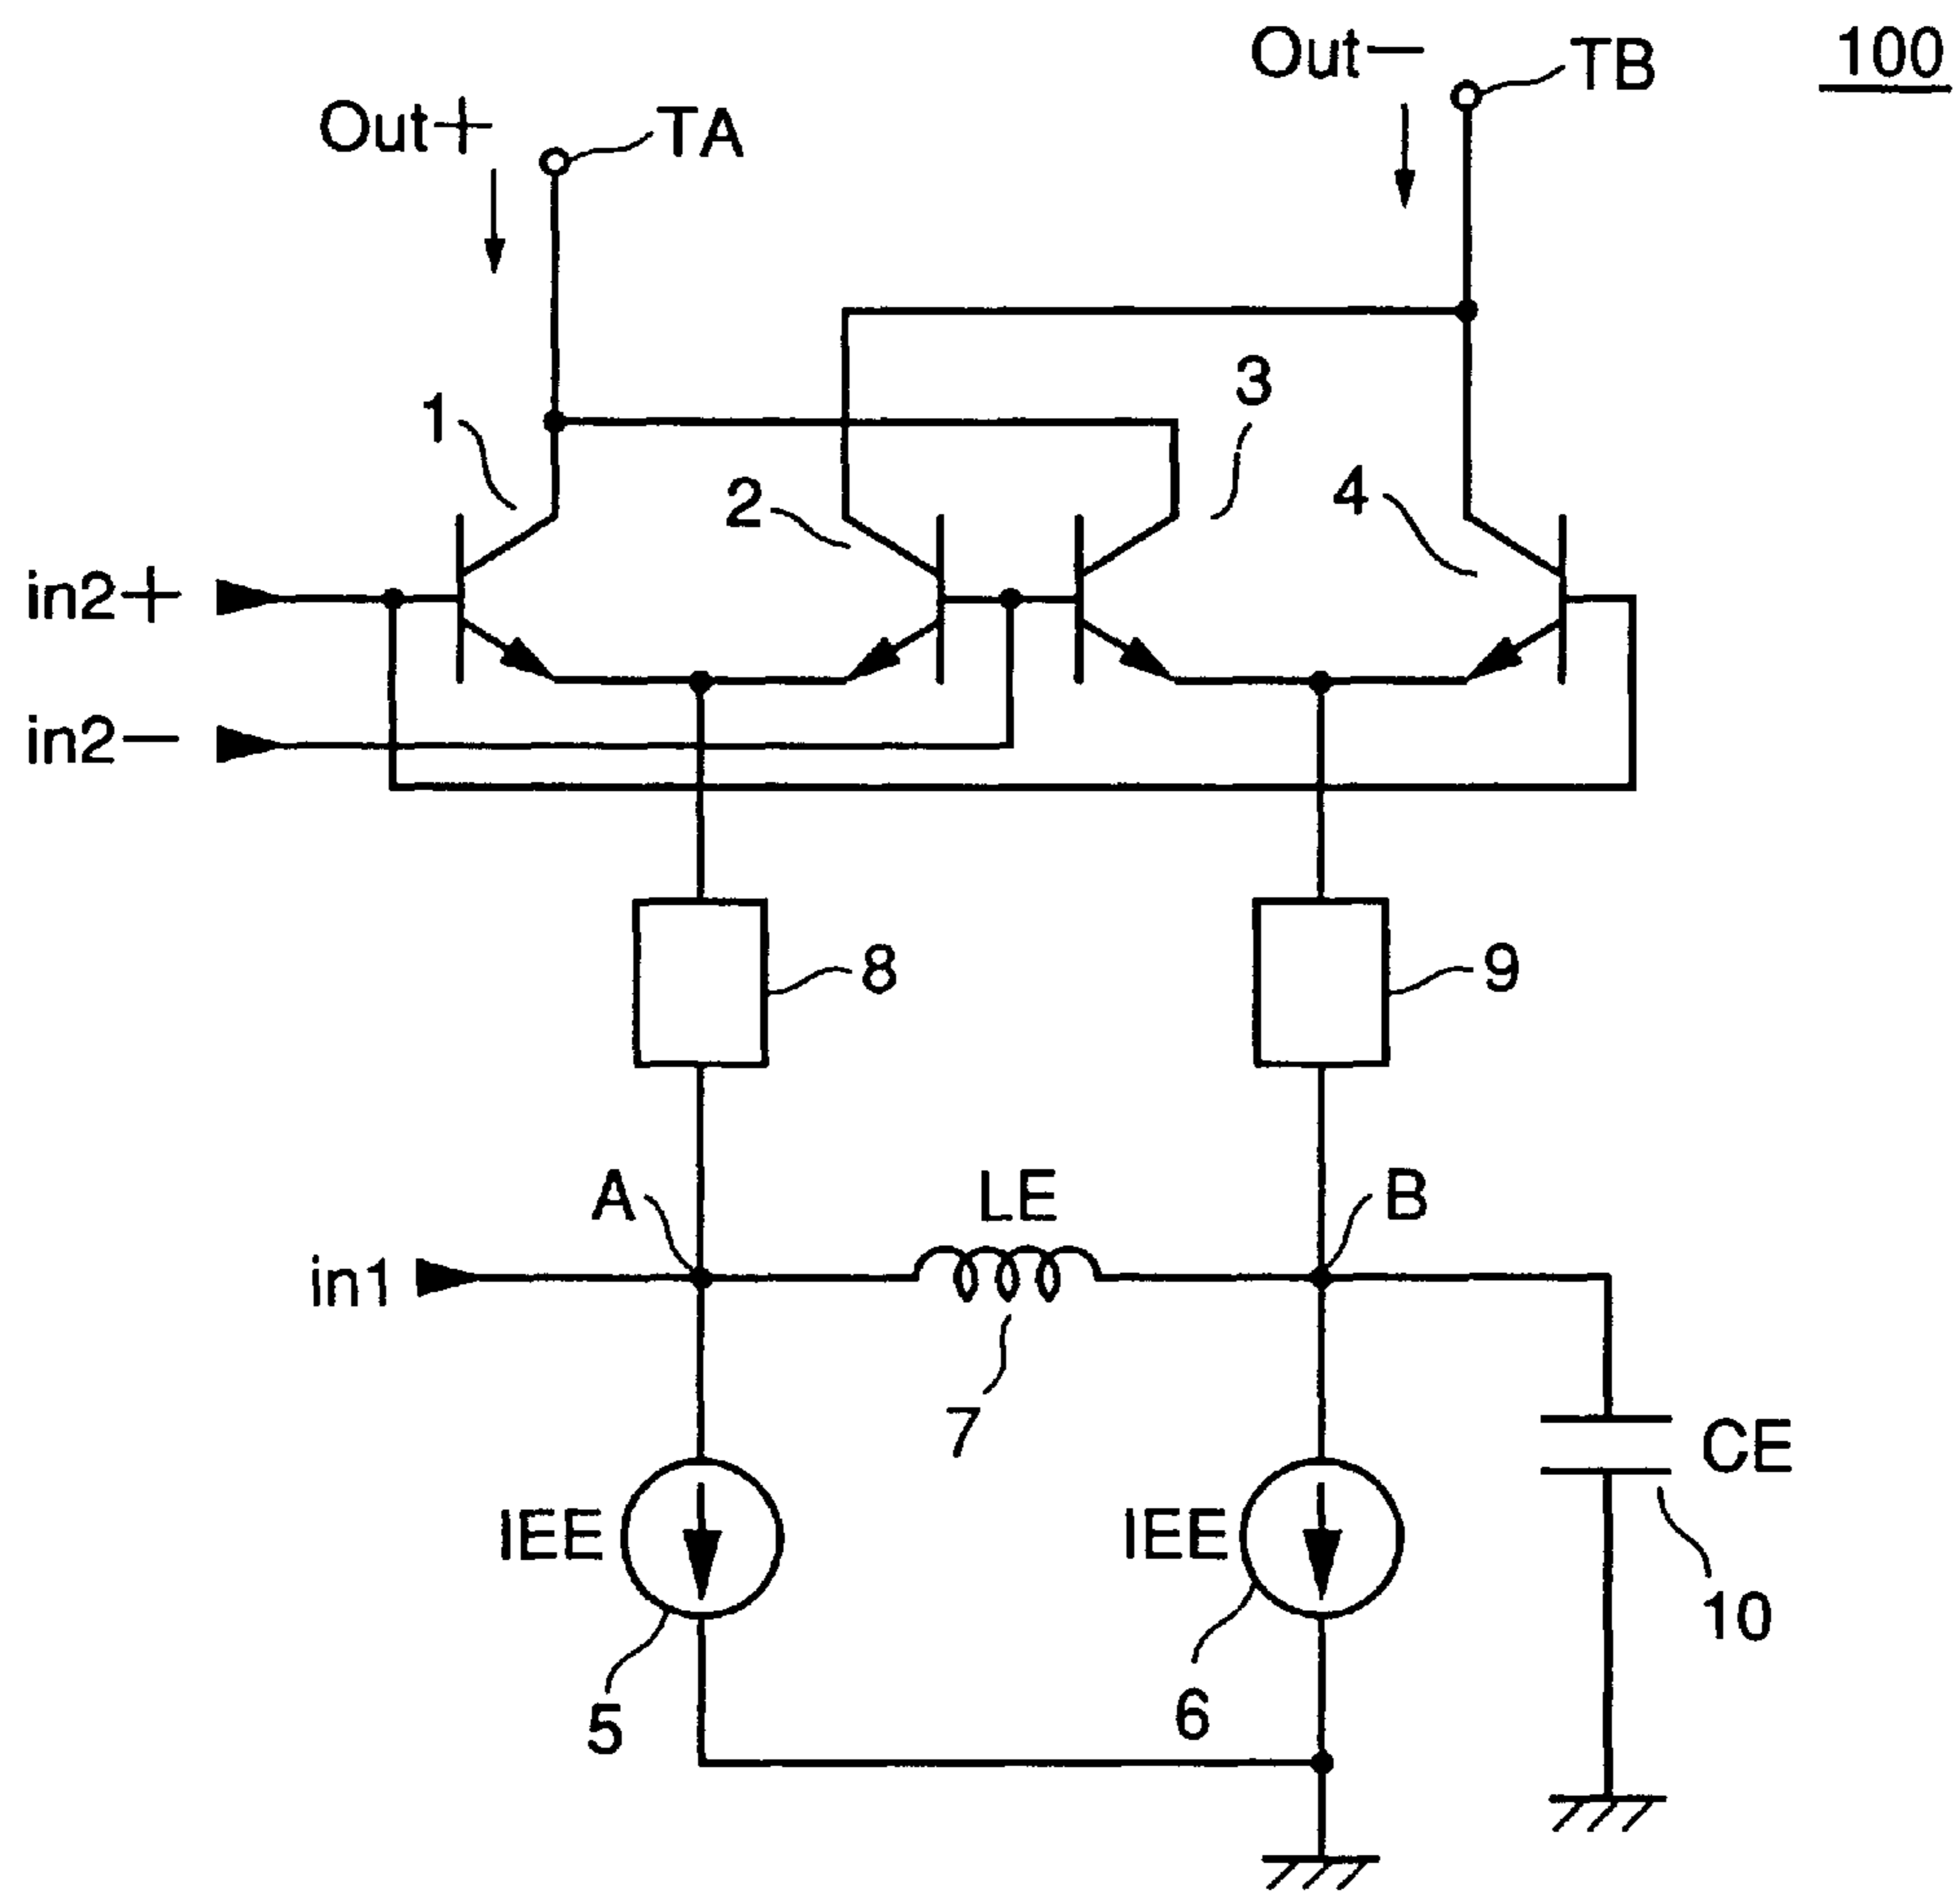 Out— TB 100
Out+ TA
1
3
2
4
in2+
in2—
8
9
A LE B
in1
7
CE
IEE
IEE
10
5
6